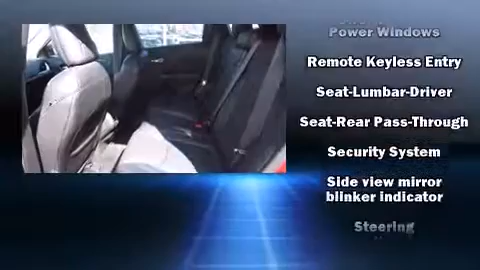 Power Windows
Remote Keyless Entry
Seat-Lumbar-Driver
Seat-Rear Pass-Through
Security System
Side view mirror
blinker indicator
Steering